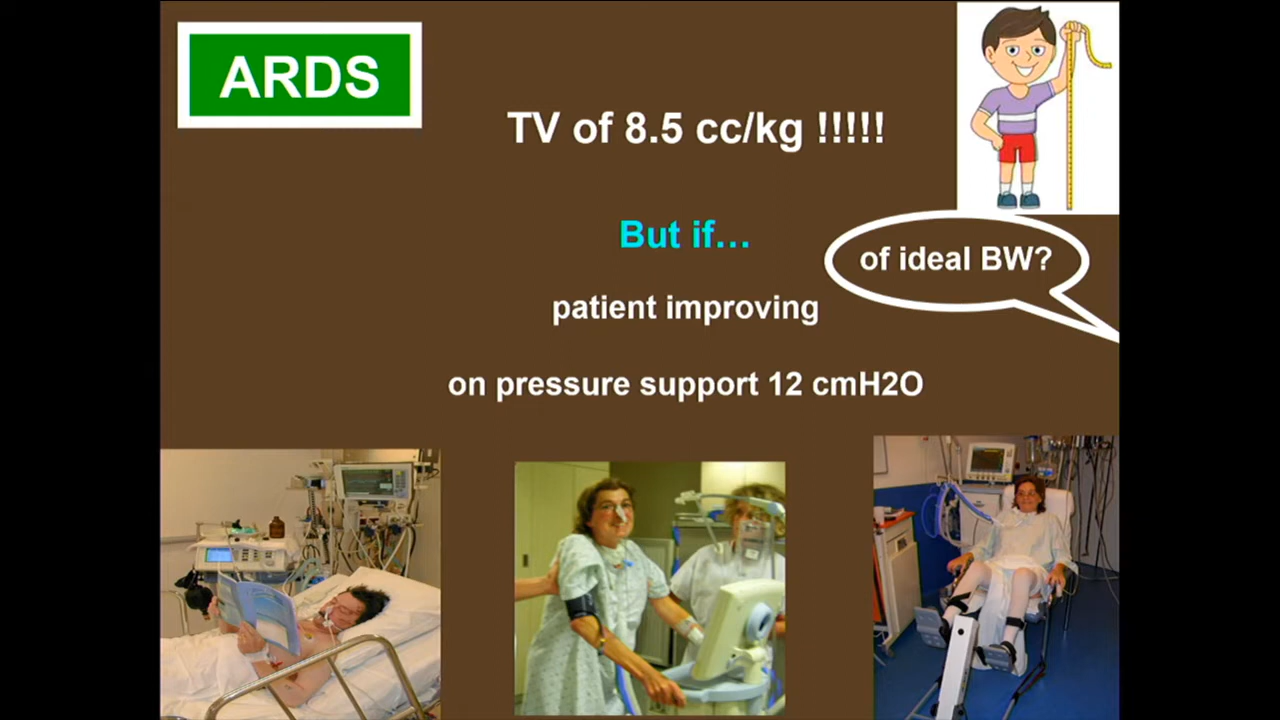 ARDS
TV of 8.5 cc/kg !!!!!
But if...
of ideal BW?
patient improving
on pressure support 12 cmH2O